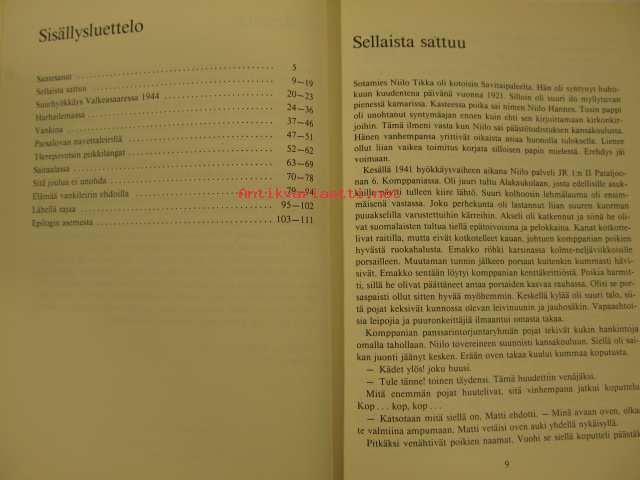 Sisällysluettelo
Saatesanat 5
Sellaista sattuu 9—19
Suurhyökkäys Valkeasaaressa 1944 20—23
Harhailemassa 24—36
Vankina 37—46
Parsalovan navettaleirillä 47—51
Tšerepovetsin poikkilangat 52—62
Sairaalassa 63—69
Sitä joulua ei unohda 70—78
Elämää vankileirin ehdoilla 79—94
Lähellä rajaa 95—102
Epilogin asemesta 103—111
antikvariaatti.net
Sellaista sattuu
Sotamies Niilo Tikka oli kotoisin Savitaipaleelta. Hän oli syntynyt huhti-
kuun kuudentena päivänä vuonna 1921. Silloin oli suuri ilo myllytuvan
pienessä kamarissa. Kasteessa poika sai nimen Niilo Hannes. Tosin pappi
oli unohtanut syntymäajan ennen kuin ehti sen kirjoittamaan kirkonkir-
joihin. Tämä ilmeni vasta kun Niilo sai päästötodistuksen kansakoulusta.
Hänen vanhempansa yrittivät oikaista asiaa huonolla tuloksella. Lienee
ollut liian vaikea toimitus korjata silloisen papin mielestä. Erehdys jäi
voimaan.
Kesällä 1941 hyökkäysvaiheen aikana Niilo palveli JR 1:n II Pataljoo-
nan 6. Komppaniassa. Oli juuri tultu Alakuksolaan, josta edellisille asuk-
kaille näytti tulleen kiire lähtö. Suuri kolhoosin lehmälauma oli ensim-
mäisenä vastassa. Joku perhekunta oli lastannut liian suuren kuorman
puuakselilla varustettuihin kärreihin. Akseli oli katkennut ja siinä he oli-
vat suomalaisten tultua siellä epätoivoisina ja pelokkaina. Kanat kotkotte-
livat raitilla, mutta eivät kotkotelleet kauan, johtuen komppanian poikien
hyvästä ruokahalusta. Emakko röhki karsinassa kolme-neljäviikkoisille
porsailleen. Muutaman tunnin jälkeen porsaat kuitenkin kummasti hävi-
sivät. Emakko sentään löytyi komppanian kenttäkeittiöstä. Poikia harmit-
ti, sillä he olivat päättäneet antaa porsaiden kasvaa rauhassa. Olisi se por-
saspaisti ollut sitten hyvää myöhemmin. Keskellä kylää oli suuri talo, sii-
tä pojat keksivät kunnossa olevan leivinuunin ja jauhosäkin. Vapaaehtoi-
sia leipojia ja puuronkeittäjiä ilmaantui omasta takaa.
Komppanian panssarintorjuntaryhmän pojat tekivät kukin hankintoja
omalla tahollaan. Niilo tovereineen suunnisti kansakouluun. Siellä oli sai-
kan juonti jäänyt kesken. Erään oven takaa kuului kummaa koputusta.
— Kädet ylös! joku huusi.
— Tule tänne! toinen täydensi. Tämä huudettiin venäjäksi.
Mitä enemmän pojat huutelivat, sitä vinhempana jatkui koputtelu
Kop . . . kop, kop . . .
— Katsotaan mitä siellä on. Matti ehdotti. — Minä avaan oven, olka-
te valmiina ampumaan. Matti vetäisi oven auki yhdellä nykäisyllä.
Pitkäksi venähtivät poikien naamat. Vuohi se siellä koputteli päästäk
9